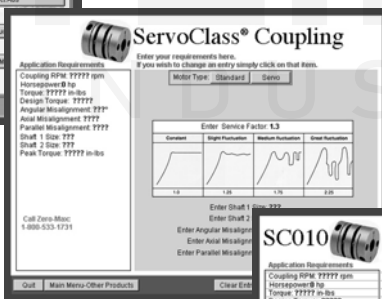 ServoClass® Coupling
Enter your requirements here.
If you wish to change an entry simply click on that item.
Motor Type: Standard Servo
Application Requirements
Coupling RPM: ????? rpm
Horsepower:0 hp
Torque: ????? in-lbs
Design Torque: ?????
Angular Misalignment: ???°
Axial Misalignment: ????
Parallel Misalignment: ????
Shaft 1 Size: ???
Shaft 2 Size: ???
Peak Torque: ????? in-lbs
Call Zero-Max:
1-800-533-1731
Enter Service Factor: 1.3
Constant Slight Fluctuation Medium fluctuation Great fluctuation
1.0 1.25 1.75 2.25
Enter Shaft 1 Size: ???
Enter Shaft 2
Enter Angular Misalignm
Enter Axial Misalign
Enter Parallel Misalign
Quit Main Menu-Other Products Clear Entr
SC010
Application Requirements
Coupling RPM: ????? rpm
Horsepower:0 hp
Torque: ????? in-lbs